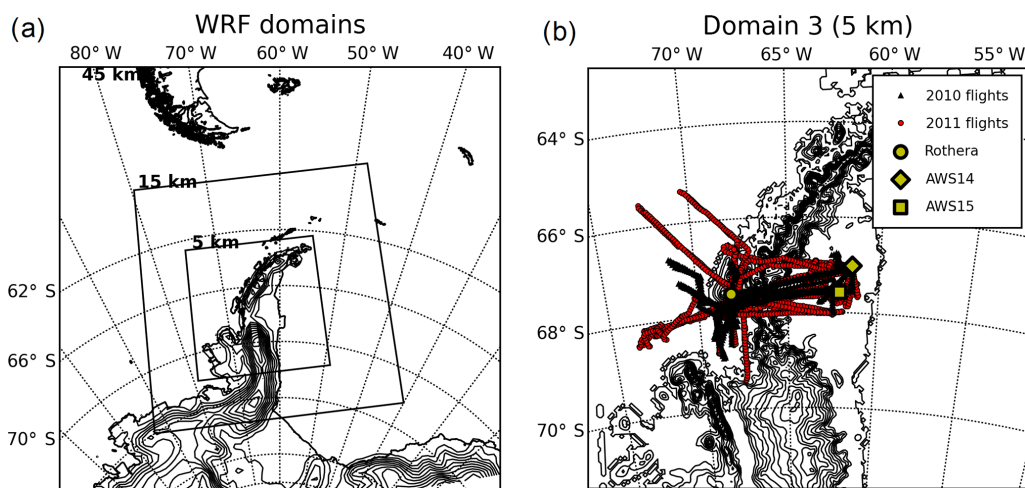 (a)
WRF domains
80° W 70° W 60° W 50° W 40° W
45 km
15 km
5 km
62° S
66° S
70° S
(b)
Domain 3 (5 km)
70° W 65° W 60° W 55° W
64° S
66° S
68° S
70° S
2010 flights
2011 flights
Rothera
AWS14
AWS15